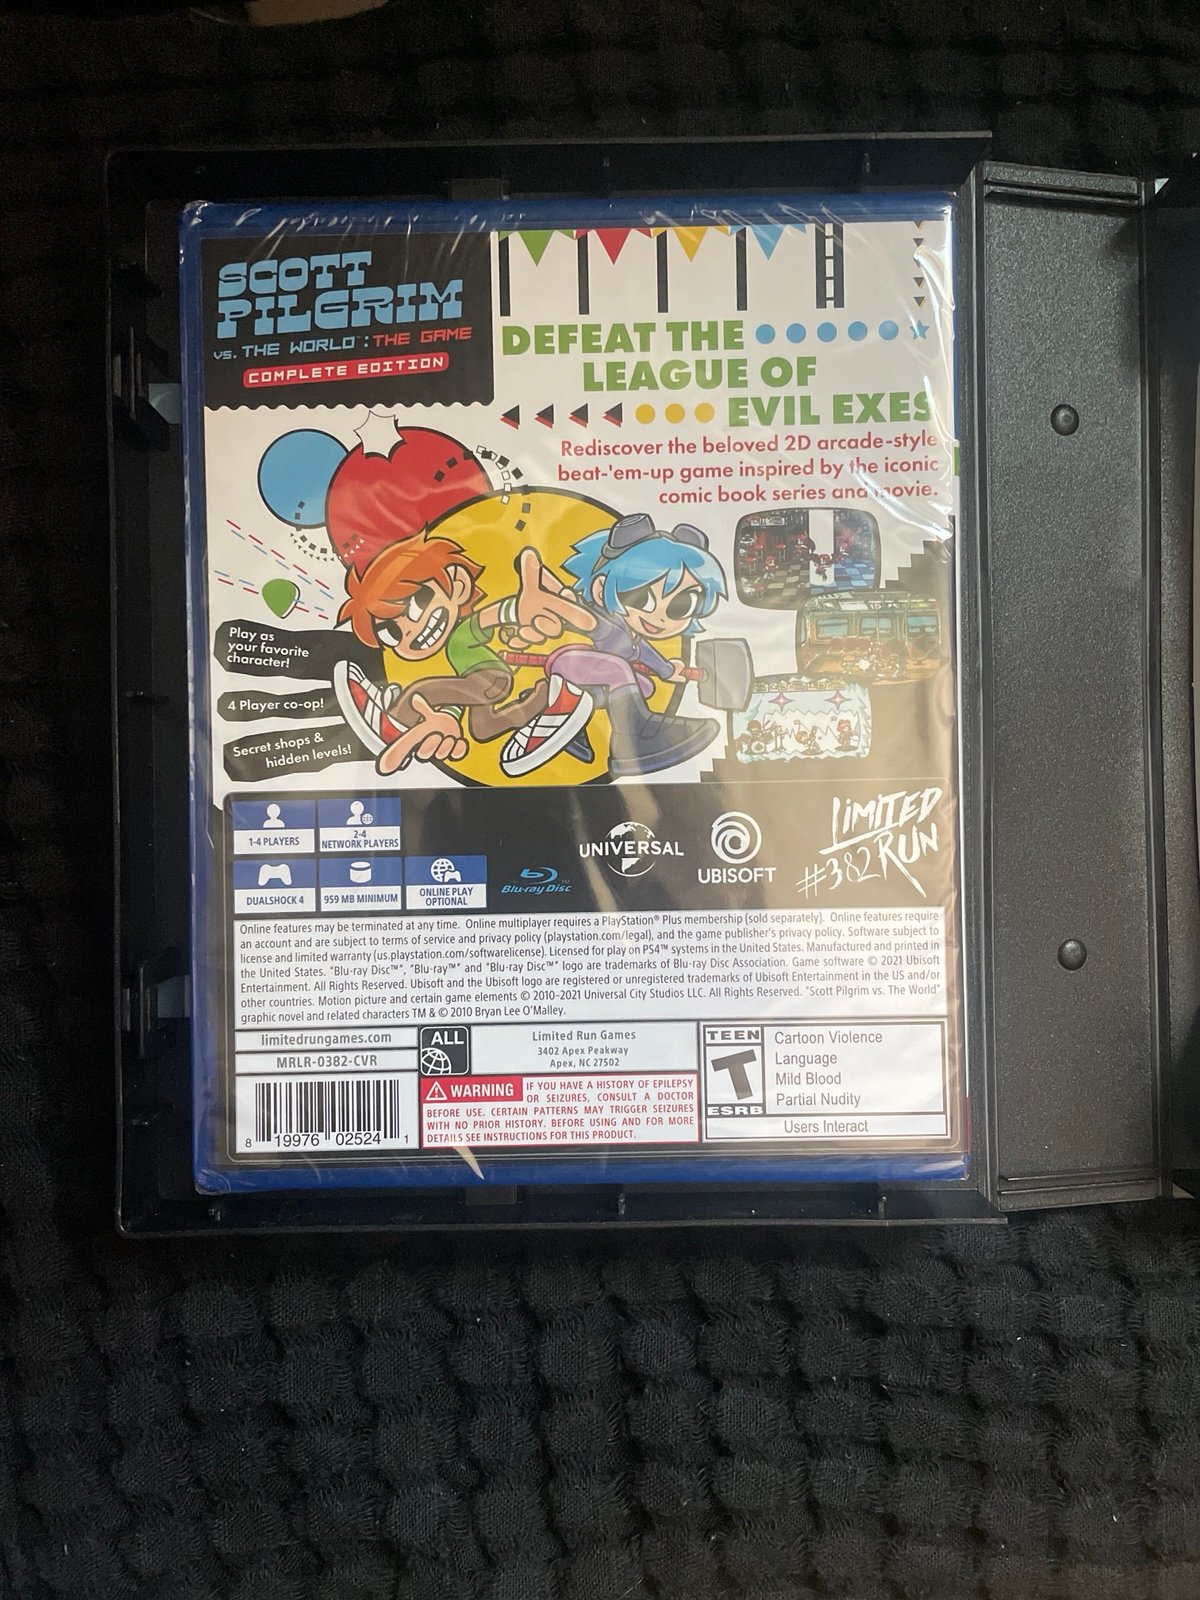 SCOTT
PILGRIM
VS. THE WORLD™: THE GAME
COMPLETE EDITION
DEFEAT THE
LEAGUE OF
EVIL EXES
Rediscover the beloved 2D arcade-style
beat-'em-up game inspired by the iconic
comic book series and movie.
Play as
your favorite
character!
4 Player co-op!
Secret shops &
hidden levels!
1-4 PLAYERS
2-4
NETWORK PLAYERS
DUALSHOCK 4
959 MB MINIMUM
ONLINE PLAY
OPTIONAL
Blu-ray Disc™
UNIVERSAL
UBISOFT
LIMITED
RUN
#382
Online features may be terminated at any time. Online multiplayer requires a PlayStation® Plus membership (sold separately). Online features require
an account and are subject to terms of service and privacy policy (playstation.com/legal), and the game publisher's privacy policy. Software subject to
license and limited warranty (us.playstation.com/softwarelicense). Licensed for play on PS4™ systems in the United States. Manufactured and printed in
the United States. "Blu-ray Disc™", "Blu-ray™" and "Blu-ray Disc™" logo are trademarks of Blu-ray Disc Association. Game software © 2021 Ubisoft
Entertainment. All Rights Reserved. Ubisoft and the Ubisoft logo are registered or unregistered trademarks of Ubisoft Entertainment in the US and/or
other countries. Motion picture and certain game elements © 2010-2021 Universal City Studios LLC. All Rights Reserved. "Scott Pilgrim vs. The World"
graphic novel and related characters TM & © 2010 Bryan Lee O'Malley.
limitedrungames.com
MRLR-0382-CVR
ALL
Limited Run Games
3402 Apex Peakway
Apex, NC 27502
WARNING IF YOU HAVE A HISTORY OF EPILEPSY
OR SEIZURES, CONSULT A DOCTOR
BEFORE USE. CERTAIN PATTERNS MAY TRIGGER SEIZURES
WITH NO PRIOR HISTORY. BEFORE USING AND FOR MORE
DETAILS SEE INSTRUCTIONS FOR THIS PRODUCT.
TEEN
T
ESRB
Cartoon Violence
Language
Mild Blood
Partial Nudity
Users Interact
8 19976 02524 1